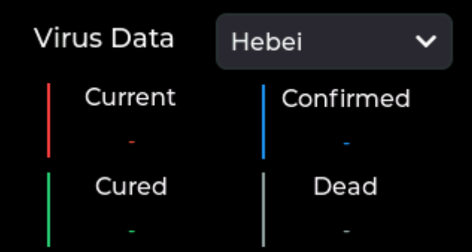 Virus Data Hebei
Current Confirmed
- -
Cured Dead
- -